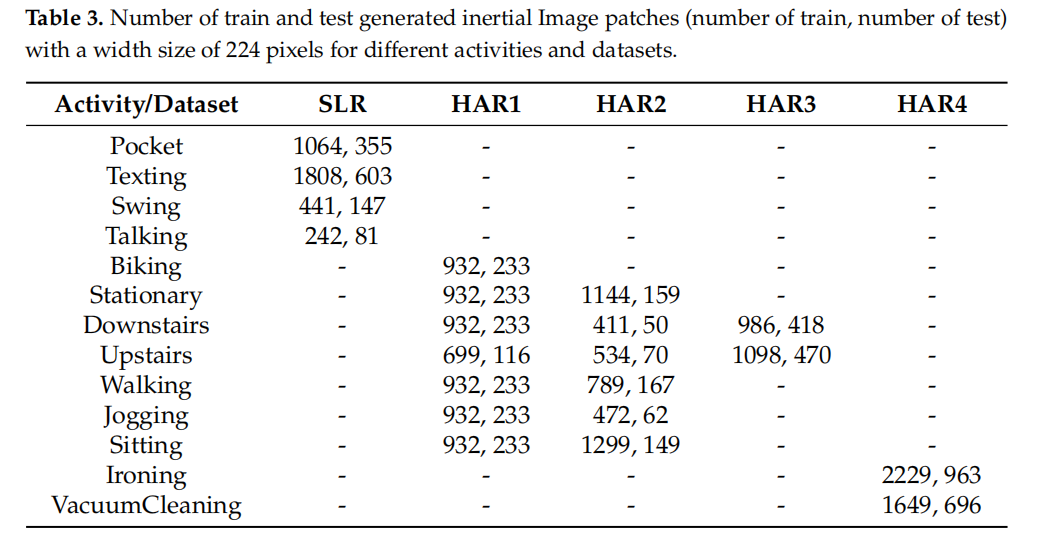 Table 3. Number of train and test generated inertial Image patches (number of train, number of test)
with a width size of 224 pixels for different activities and datasets.
Activity/Dataset SLR HAR1 HAR2 HAR3 HAR4
Pocket 1064, 355 - - - -
Texting 1808, 603 - - - -
Swing 441, 147 - - - -
Talking 242, 81 - - - -
Biking - 932, 233 - - -
Stationary - 932, 233 1144, 159 - -
Downstairs - 932, 233 411, 50 986, 418 -
Upstairs - 699, 116 534, 70 1098, 470 -
Walking - 932, 233 789, 167 - -
Jogging - 932, 233 472, 62 - -
Sitting - 932, 233 1299, 149 - -
Ironing - - - - 2229, 963
VacuumCleaning - - - - 1649, 696